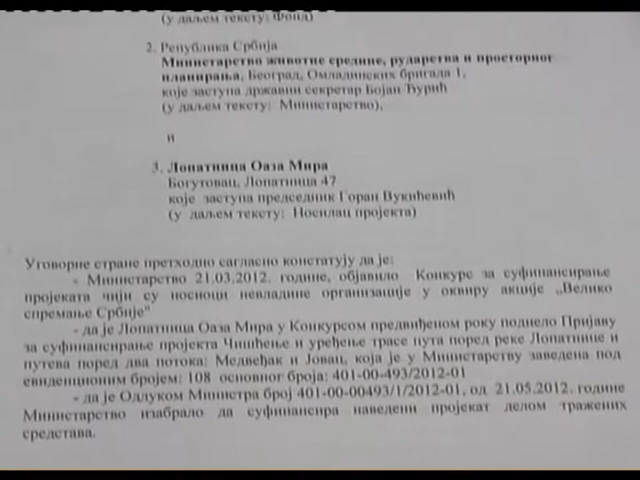 (у даљем тексту: Фонд)
2. Република Србија
Министарство животне средине, рударства и просторног
планирања, Београд, Омладинских бригада 1,
које заступа државни секретар Бојан Ђурић
(у даљем тексту: Министарство),
и
3. Лопатница Оаза Мира
Богутовац, Лопатница 47
које заступа председник Горан Вукићевић
(у даљем тексту: Носилац пројекта)
Уговорне стране претходно сагласно констатују да је:
- Министарство 21.03.2012. године, објавило Конкурс за суфинансирање
пројеката чији су носиоци невладине организације у оквиру акције „Велико
спремање Србије"
- да је Лопатница Оаза Мира у Конкурсом предвиђеном року поднело Пријаву
за суфинансирање пројекта Чишћење и уређење трасе пута поред реке Лопатнице и
путева поред два потока: Медвеђак и Јовац, која је у Министарству заведена под
евиденционим бројем: 108 основног броја: 401-00-493/2012-01
- да је Одлуком Министра број 401-00-00493/1/2012-01, од 21.05.2012. године
Министарство изабрало да суфинансира наведени пројекат делом тражених
средстава.